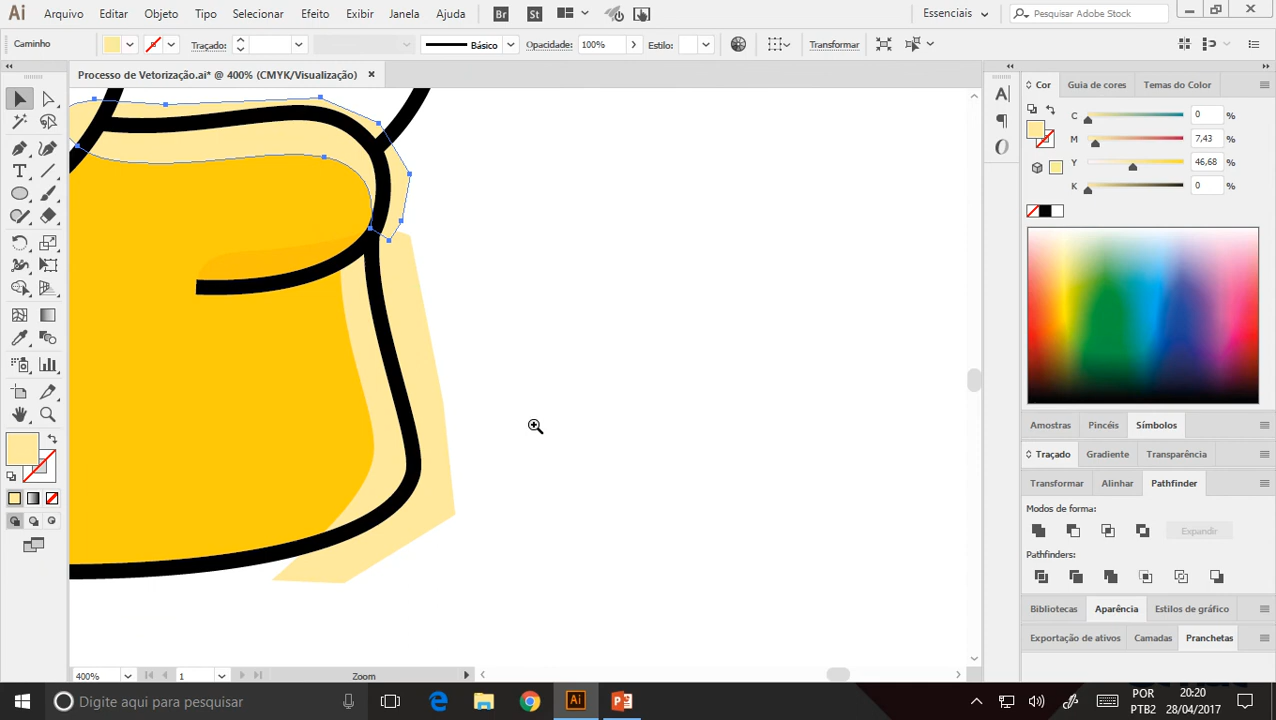 Ai Arquivo Editar Objeto Tipo Selecionar Efeito Exibir Janela Ajuda Br St Essenciais Pesquisar Adobe Stock
Caminho Traçado: Básico Opacidade: 100% Estilo: Transformar
Processo de Vetorização.ai* @ 400% (CMYK/Visualização)
Cor Guia de cores Temas do Color
C 0 %
M 7,43 %
Y 46,68 %
K 0 %
Amostras Pincéis Símbolos
Traçado Gradiente Transparência
Transformar Alinhar Pathfinder
Modos de forma:
Expandir
Pathfinders:
Bibliotecas Aparência Estilos de gráfico
Exportação de ativos Camadas Pranchetas
400% 1 Zoom
Digite aqui para pesquisar Ai POR 20:20
PTB2 28/04/2017